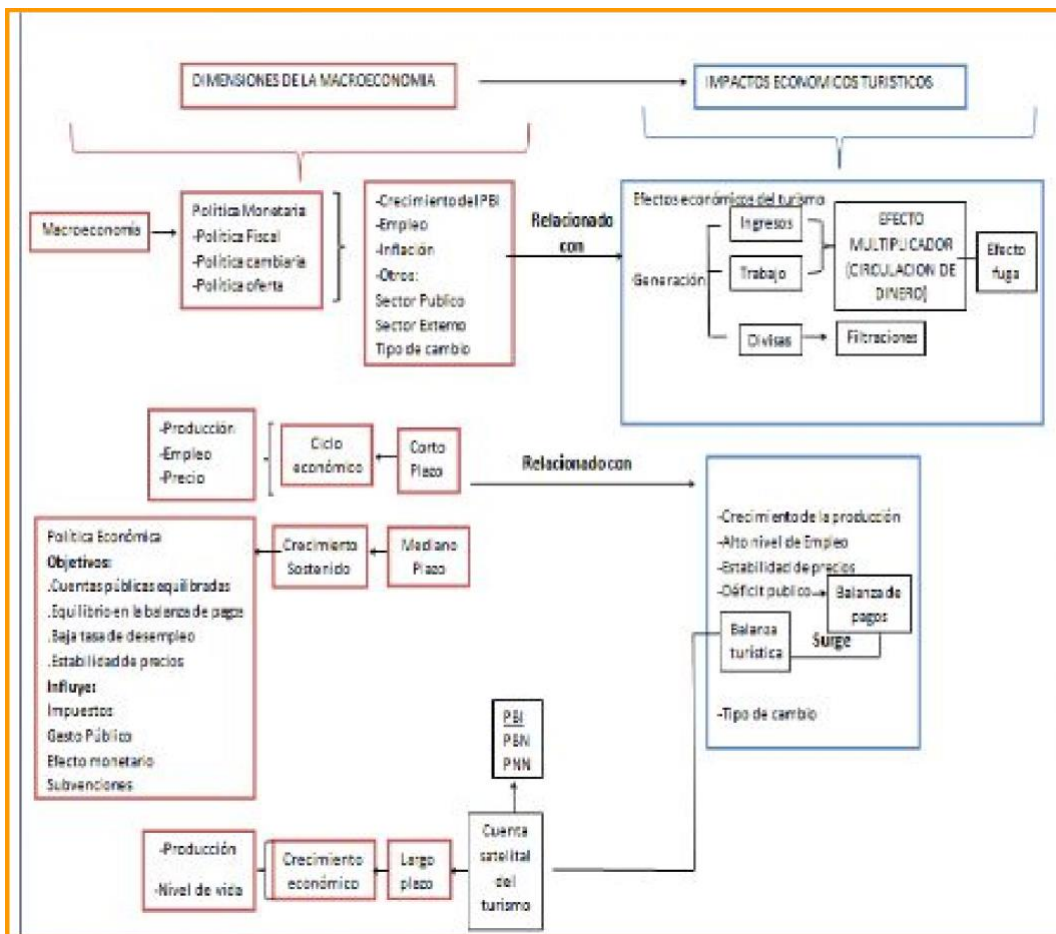 DIMENSIONES DE LA MACROECONOMIA
IMPACTOS ECONOMICOS TURISTICOS
Macroeconomía
Política Monetaria
-Política Fiscal
-Política cambiaria
-Política oferta
-Crecimiento del PBI
-Empleo
-Inflación
-Otros:
Sector Publico
Sector Externo
Tipo de cambio
Relacionado
con
Efectos económicos del turismo
Generación
Ingresos
Trabajo
Divisas
EFECTO
MULTIPLICADOR
(CIRCULACION DE
DINERO)
Efecto
fuga
Filtraciones
-Producción
-Empleo
-Precio
Ciclo
económico
Corto
Plazo
Relacionado con
-Crecimiento de la producción
-Alto nivel de Empleo
-Estabilidad de precios
-Déficit publico
Balanza de
pagos
Balanza
turística
Surge
-Tipo de cambio
Política Económica
Objetivos:
.Cuentas públicas equilibradas
.Equilibrio en la balanza de pagos
.Baja tasa de desempleo
.Estabilidad de precios
Influye:
Impuestos
Gasto Público
Efecto monetario
Subvenciones
Crecimiento
Sostenido
Mediano
Plazo
PBI
PBN
PNN
-Producción
-Nivel de vida
Crecimiento
económico
Largo
plazo
Cuenta
satelital
del
turismo